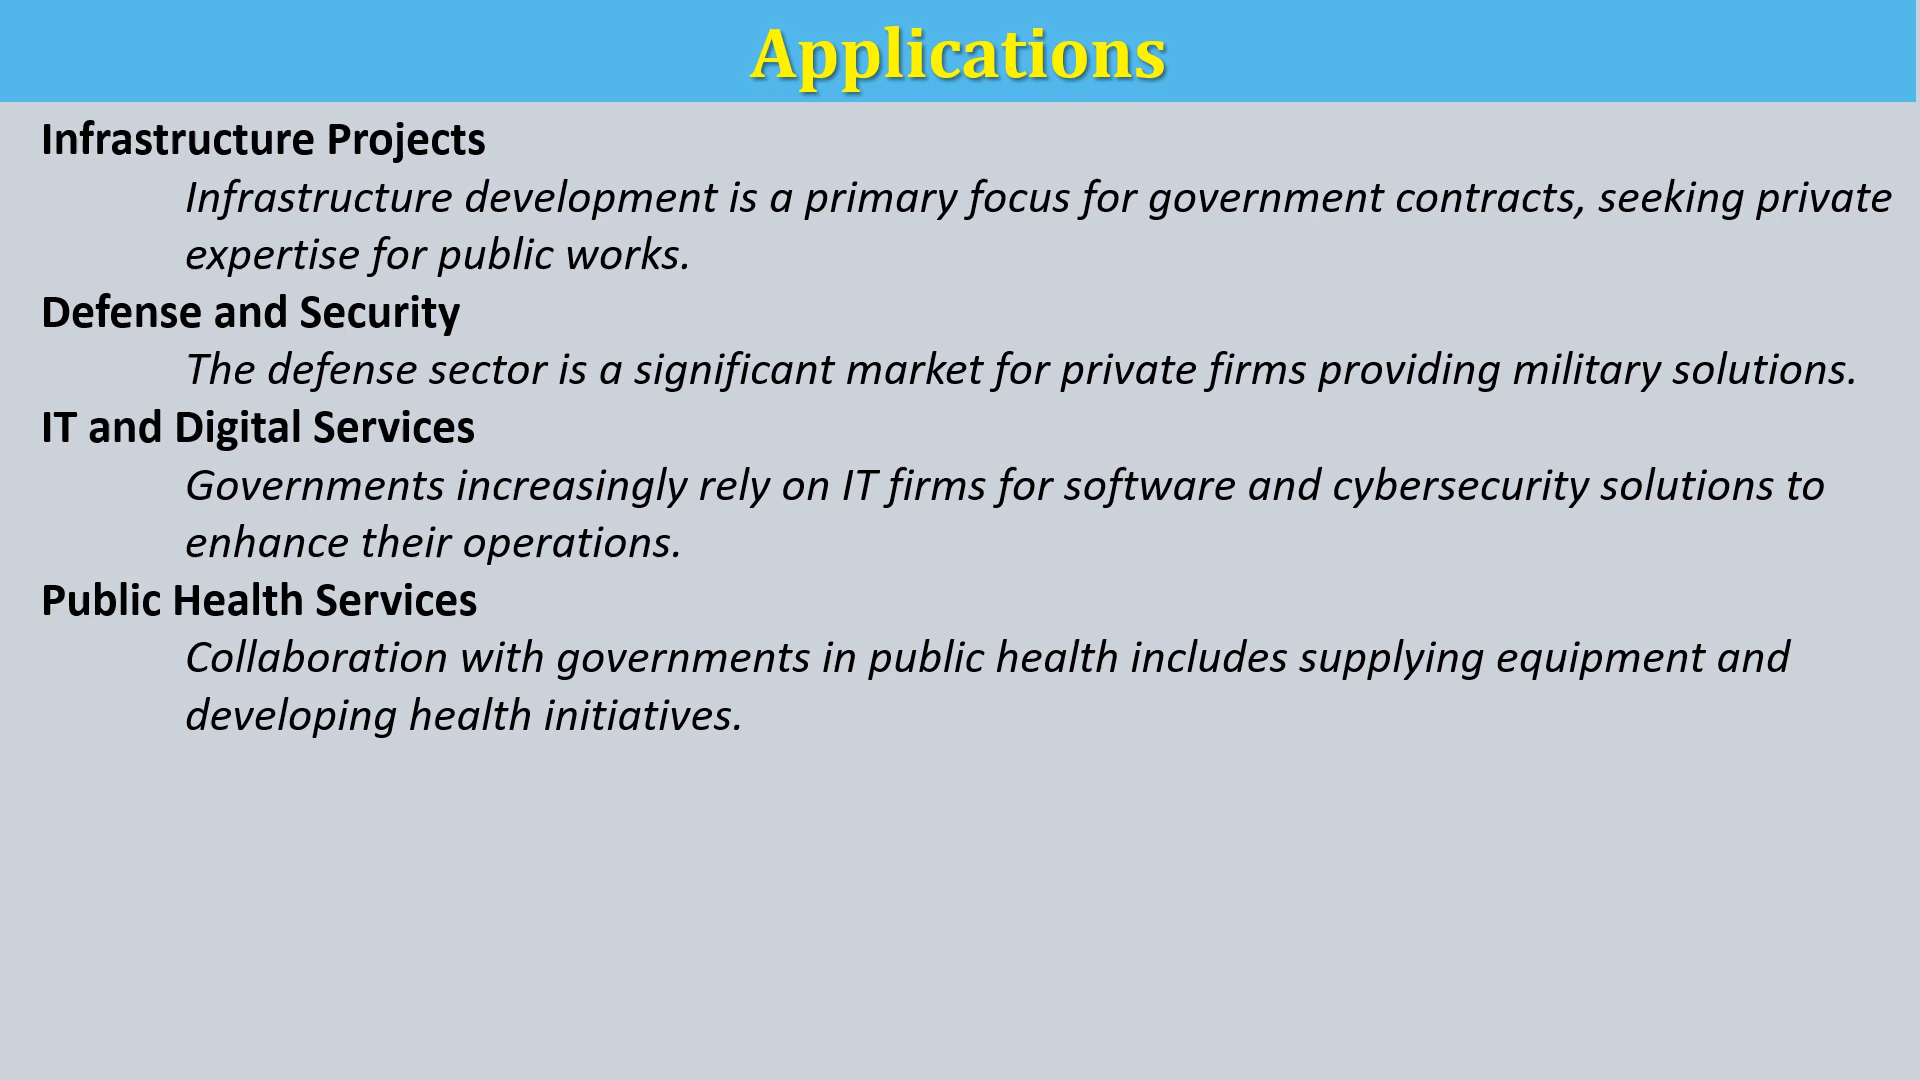 Applications
Infrastructure Projects
Infrastructure development is a primary focus for government contracts, seeking private
expertise for public works.
Defense and Security
The defense sector is a significant market for private firms providing military solutions.
IT and Digital Services
Governments increasingly rely on IT firms for software and cybersecurity solutions to
enhance their operations.
Public Health Services
Collaboration with governments in public health includes supplying equipment and
developing health initiatives.